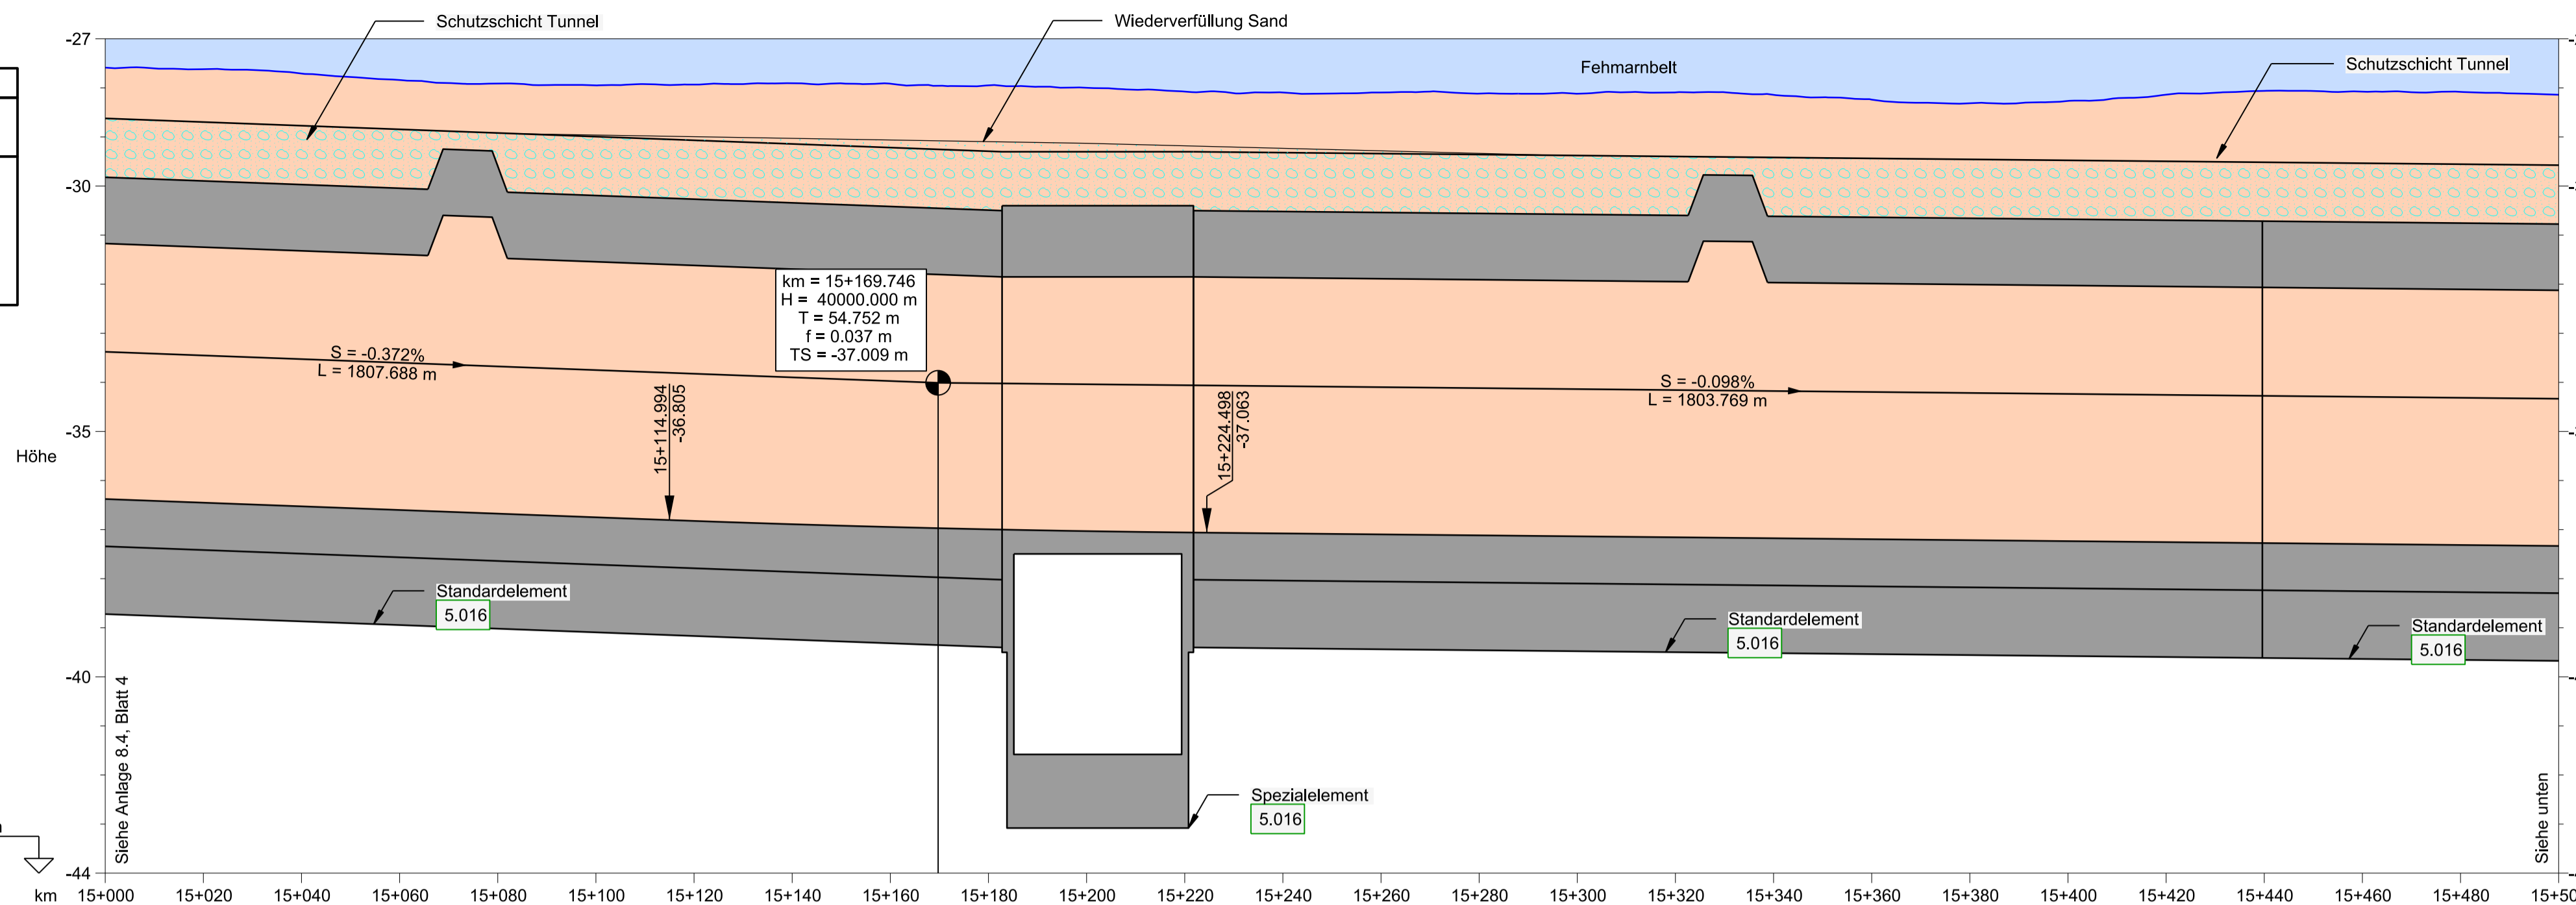 Schutzschicht Tunnel
Wiederverfüllung Sand
Fehmarnbelt
Schutzschicht Tunnel
-27
-30
-35
Höhe
-40
-44
km = 15+169.746
H = 40000.000 m
T = 54.752 m
f = 0.037 m
TS = -37.009 m
S = -0.372%
L = 1807.688 m
S = -0.098%
L = 1803.769 m
15+114.994
-36.805
15+224.498
-37.063
Standardelement
5.016
Standardelement
5.016
Standardelement
5.016
Spezialelement
5.016
Siehe Anlage 8.4, Blatt 4
Siehe unten
km 15+000 15+020 15+040 15+060 15+080 15+100 15+120 15+140 15+160 15+180 15+200 15+220 15+240 15+260 15+280 15+300 15+320 15+340 15+360 15+380 15+400 15+420 15+440 15+460 15+480